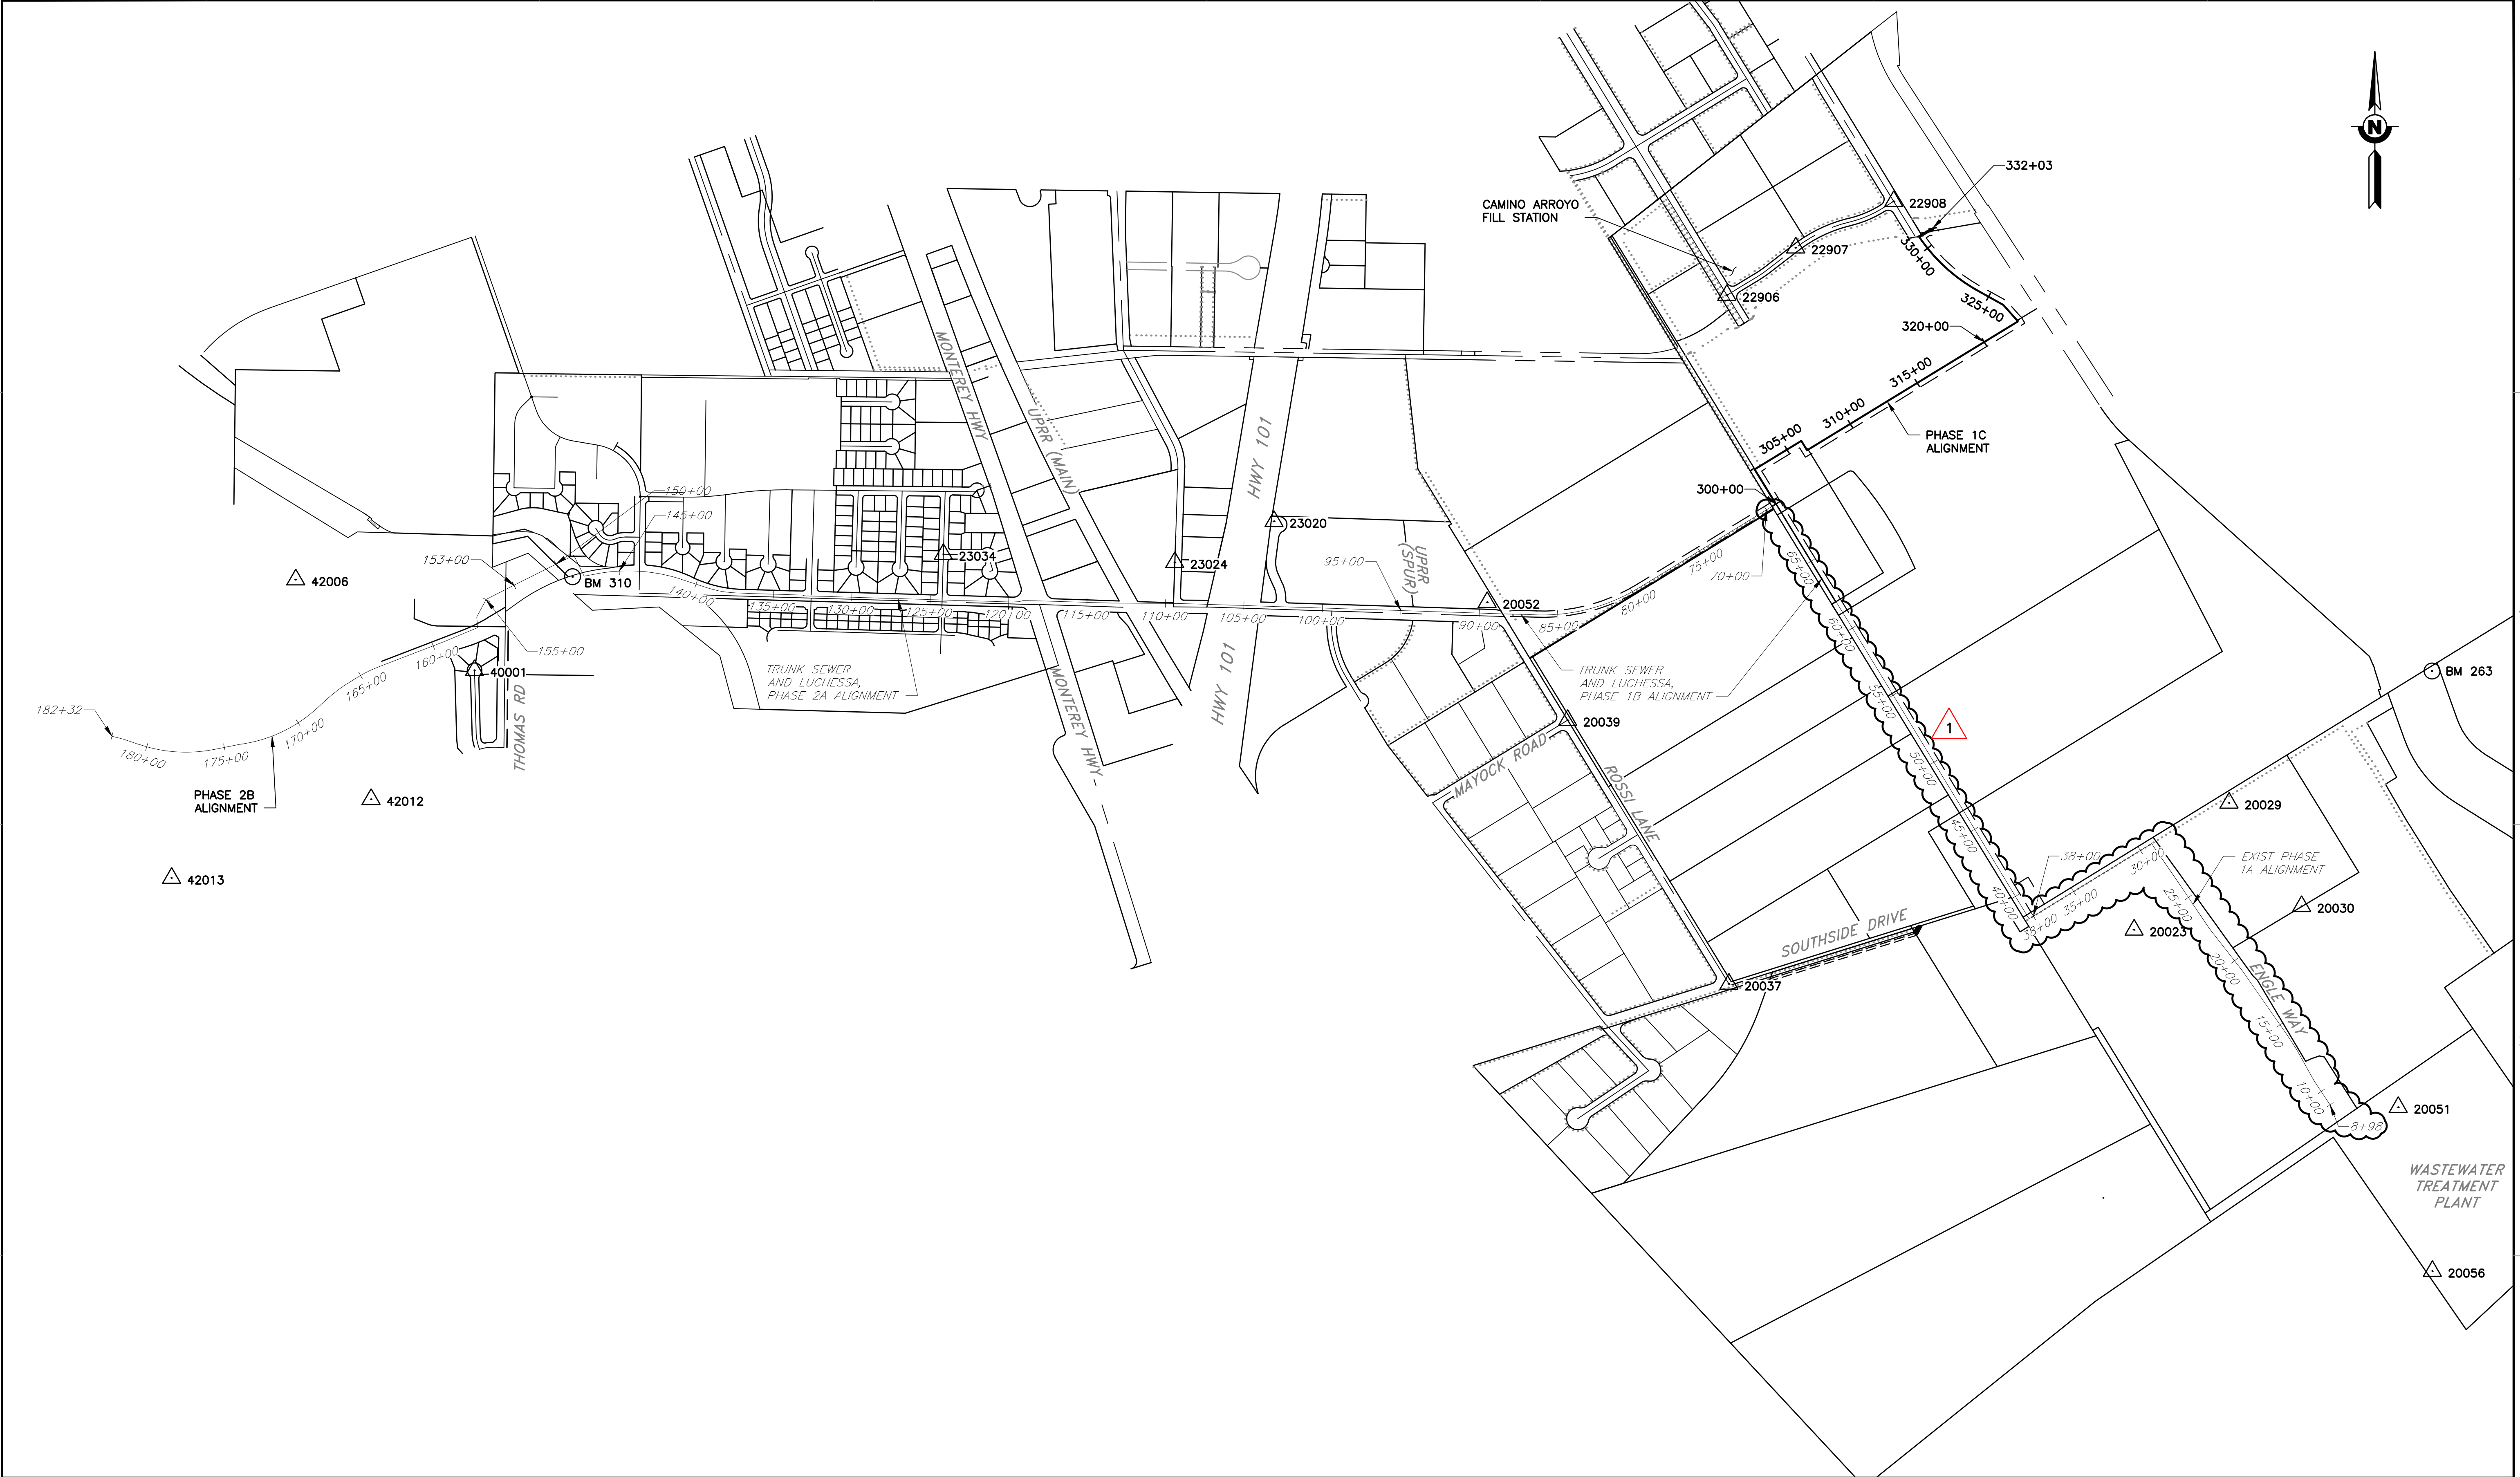 N
332+03
CAMINO ARROYO
FILL STATION
22908
22907
22906
330+00
325+00
320+00
315+00
310+00
305+00
300+00
PHASE 1C
ALIGNMENT
MONTEREY HWY
UPRR (MAIN)
HWY 101
UPRR
(SPUR)
95+00
23020
23024
23034
150+00
145+00
153+00
BM 310
42006
155+00
40001
THOMAS RD
182+32
180+00
175+00
170+00
165+00
160+00
PHASE 2B
ALIGNMENT
42012
42013
140+00
135+00
130+00
125+00
120+00
115+00
110+00
105+00
100+00
90+00
85+00
80+00
75+00
70+00
65+00
60+00
55+00
50+00
45+00
40+00
TRUNK SEWER
AND LUCHESSA,
PHASE 2A ALIGNMENT
MONTEREY HWY
HWY 101
20052
TRUNK SEWER
AND LUCHESSA,
PHASE 1B ALIGNMENT
20039
MAYOCK ROAD
ROSSI LANE
1
BM 263
20029
38+00
38+00
35+00
30+00
25+00
20+00
15+00
10+00
8+98
EXIST PHASE
1A ALIGNMENT
20030
20023
SOUTHSIDE DRIVE
20037
ENGLE WAY
20051
WASTEWATER
TREATMENT
PLANT
20056